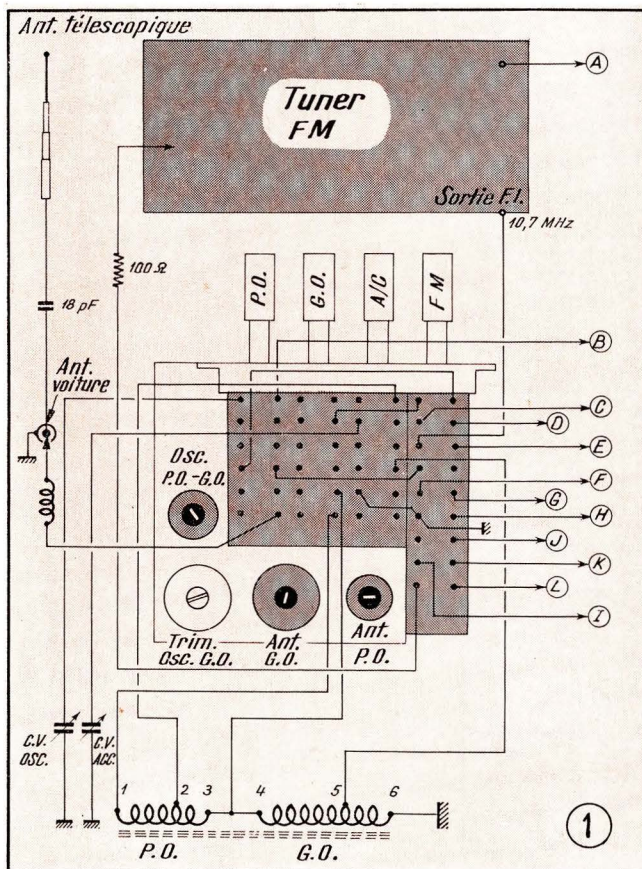 Ant. télescopique
Tuner
FM
A
Sortie F.I.
10,7 MHz
100 Ω
18 pF
P.O.
G.O.
A/C
FM
B
Ant.
voiture
C
D
E
Osc.
P.O.-G.O.
F
G
H
J
K
L
I
Trim.
Osc. G.O.
Ant.
G.O.
Ant.
P.O.
C.V.
OSC.
C.V.
ACC.
1
2
3
4
5
6
P.O.
G.O.
1